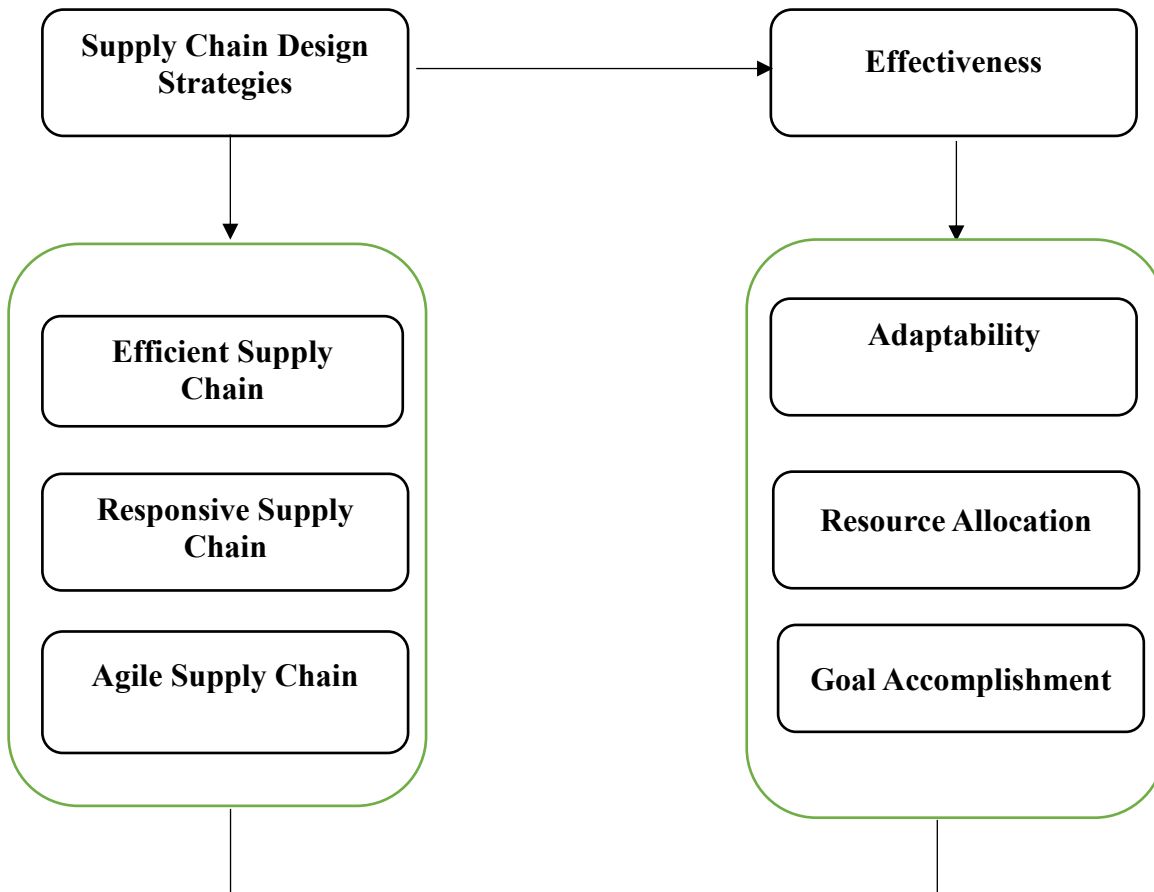 Supply Chain Design
Strategies
Effectiveness
Efficient Supply
Chain
Responsive Supply
Chain
Agile Supply Chain
Adaptability
Resource Allocation
Goal Accomplishment